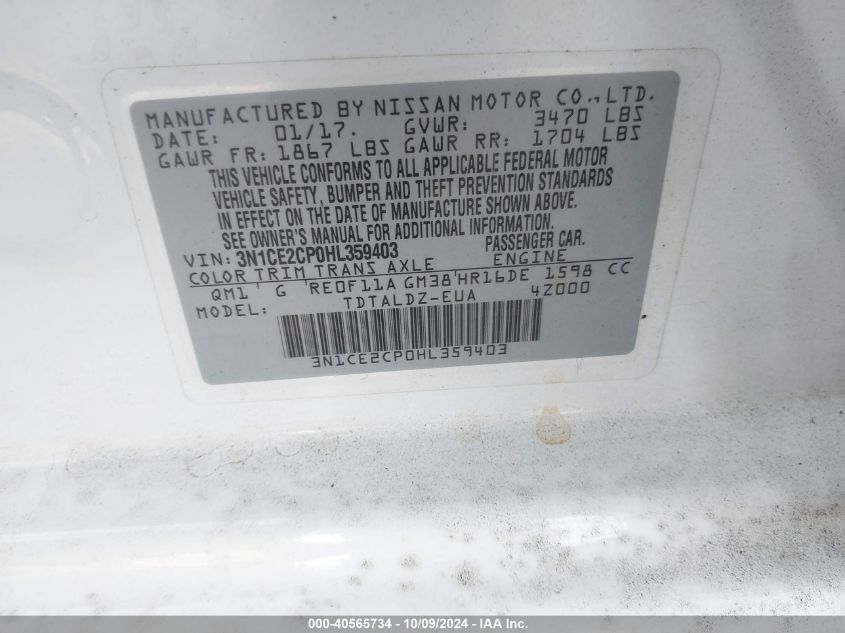 MANUFACTURED BY NISSAN MOTOR CO.,LTD.
DATE: 01/17. GVWR: 3470 LBS
GAWR FR: 1867 LBS GAWR RR: 1704 LBS
THIS VEHICLE CONFORMS TO ALL APPLICABLE FEDERAL MOTOR
VEHICLE SAFETY, BUMPER AND THEFT PREVENTION STANDARDS
IN EFFECT ON THE DATE OF MANUFACTURE SHOWN ABOVE.
SEE OWNER'S MANUAL FOR ADDITIONAL INFORMATION.
VIN: 3N1CE2CP0HL359403 PASSENGER CAR.
COLOR TRIM TRANS AXLE ENGINE
QM1 ' G 'RE0F11A GM38'HR16DE 1598 CC
MODEL: TDTALDZ-EUA 4Z000
3N1CE2CP0HL359403
000-40565734 - 10/09/2024 - IAA Inc.